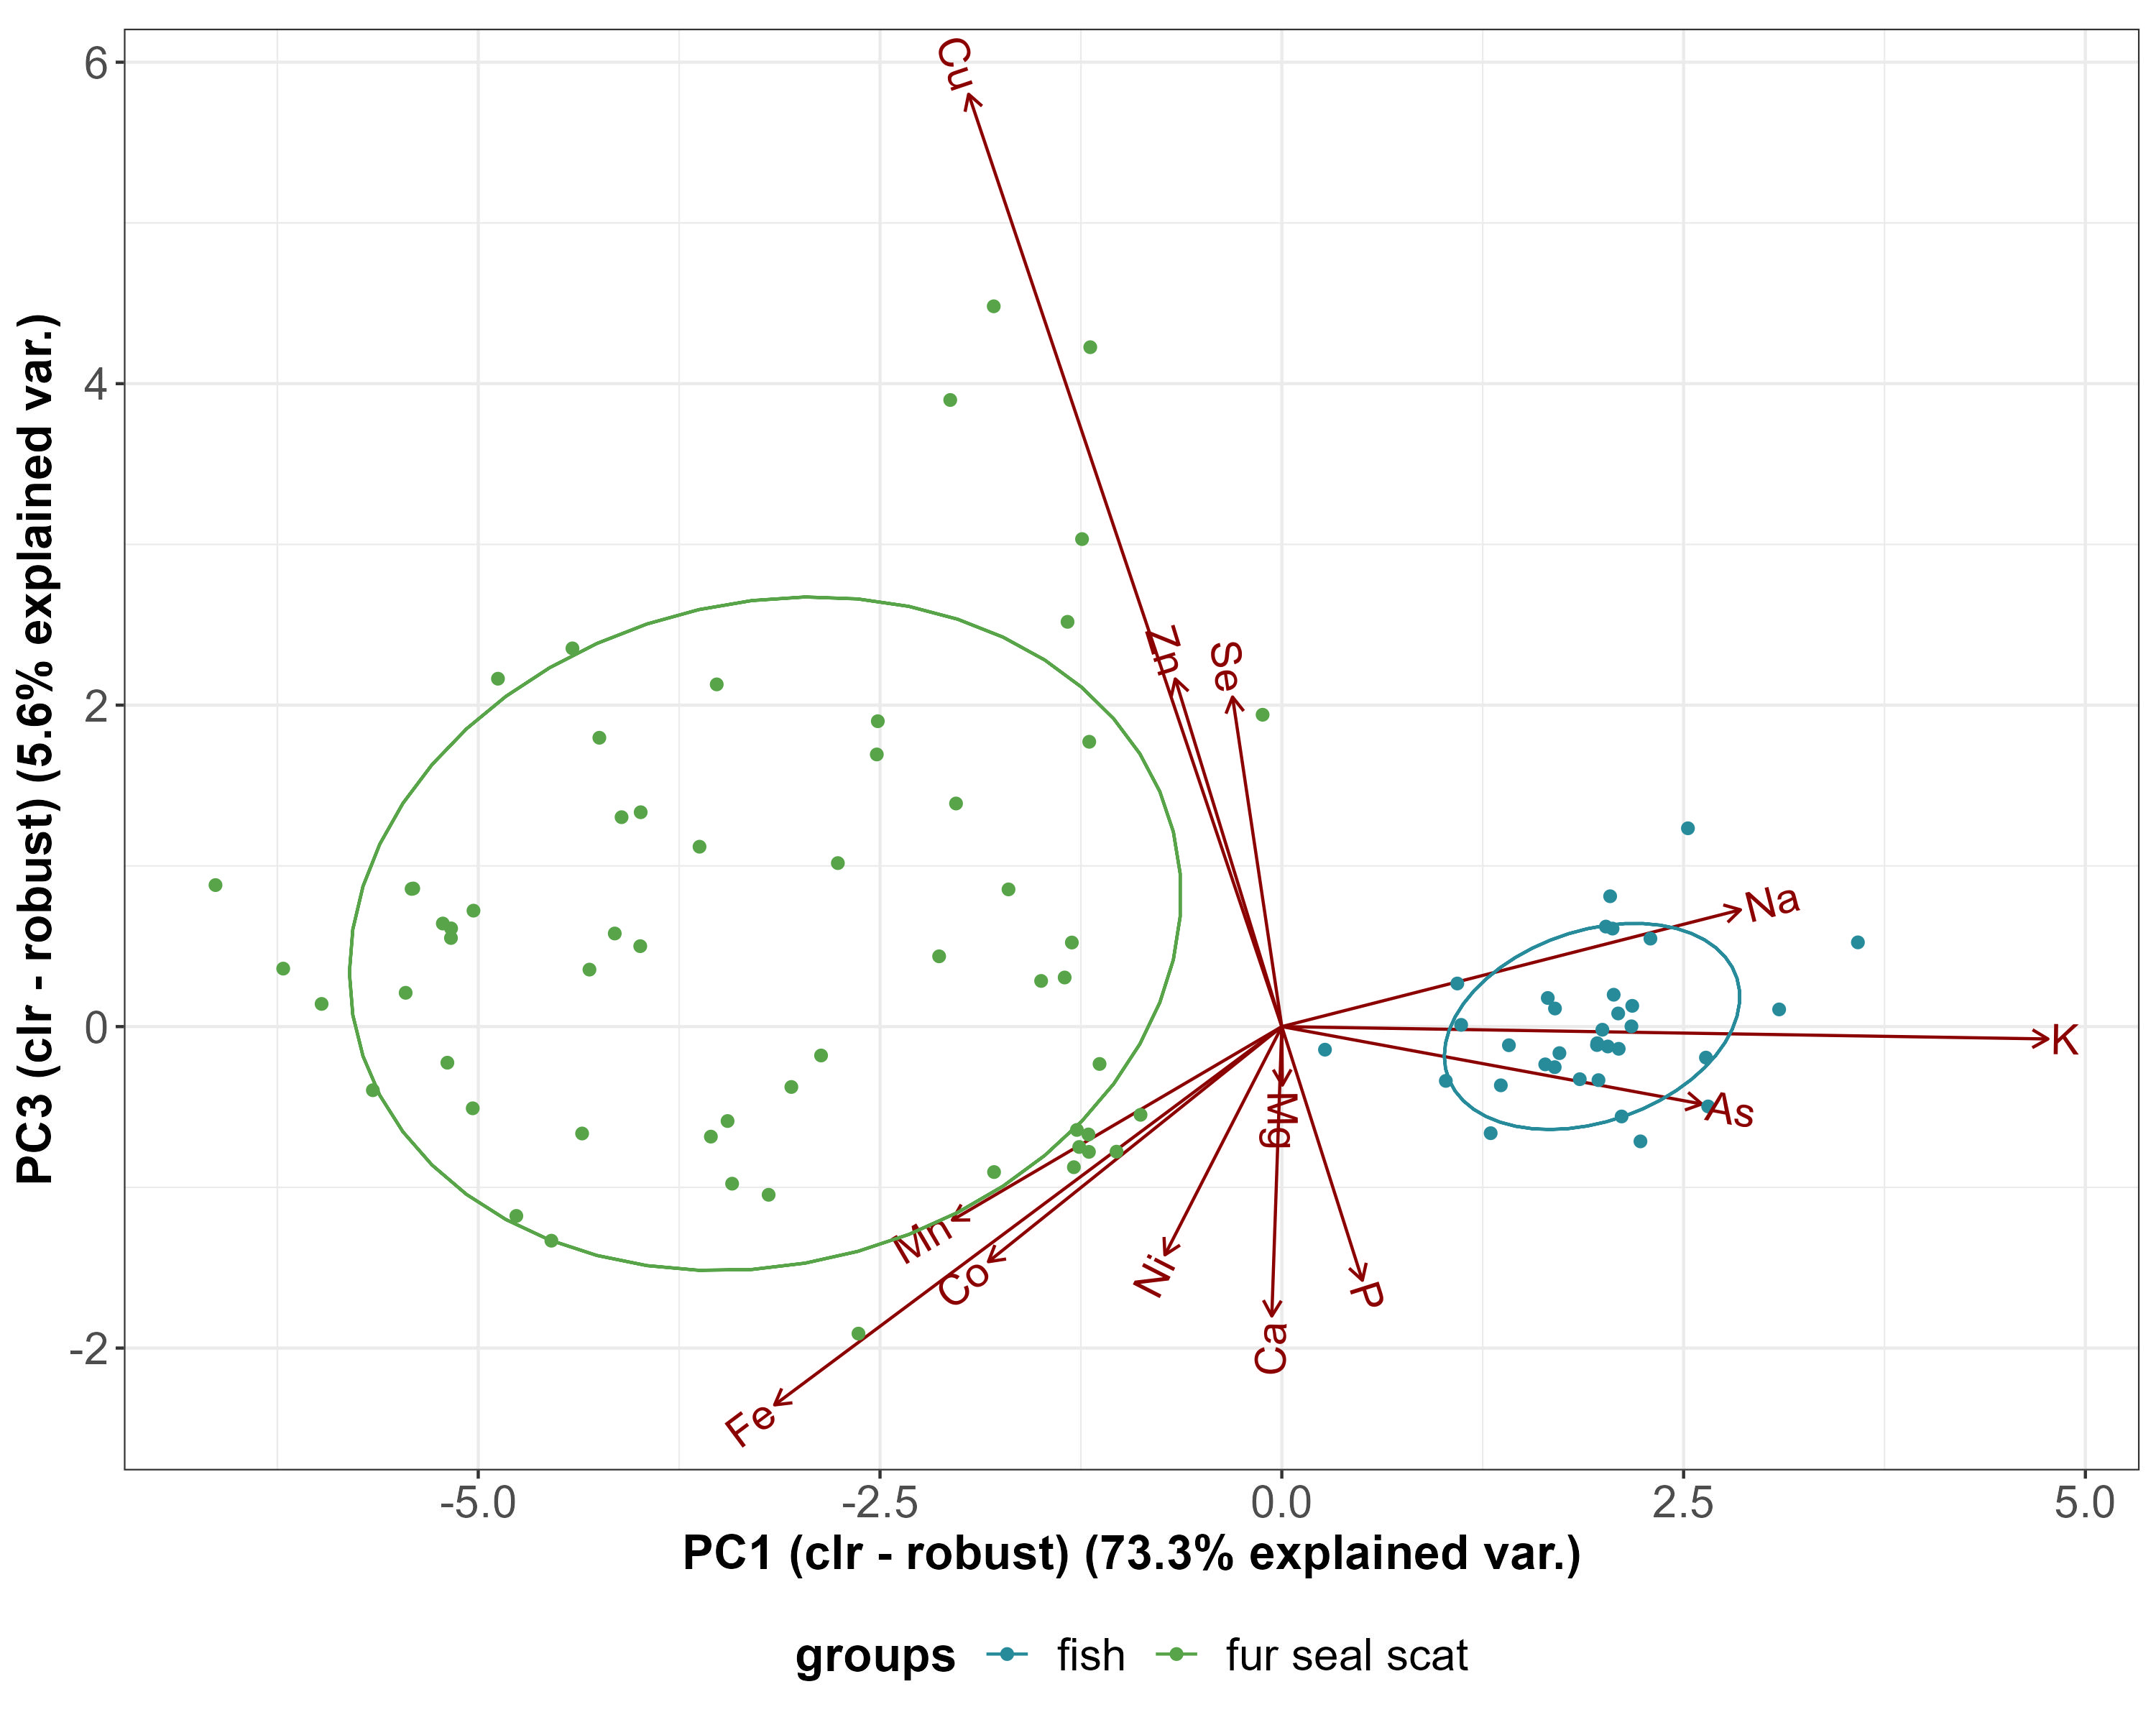 6
4
2
0
-2
PC3 (clr - robust) (5.6% explained var.)
Cu
Zn
Se
Na
K
As
Mg
Mn
Co
Ni
P
Ca
Fe
-5.0
-2.5
0.0
2.5
5.0
PC1 (clr - robust) (73.3% explained var.)
groups fish fur seal scat